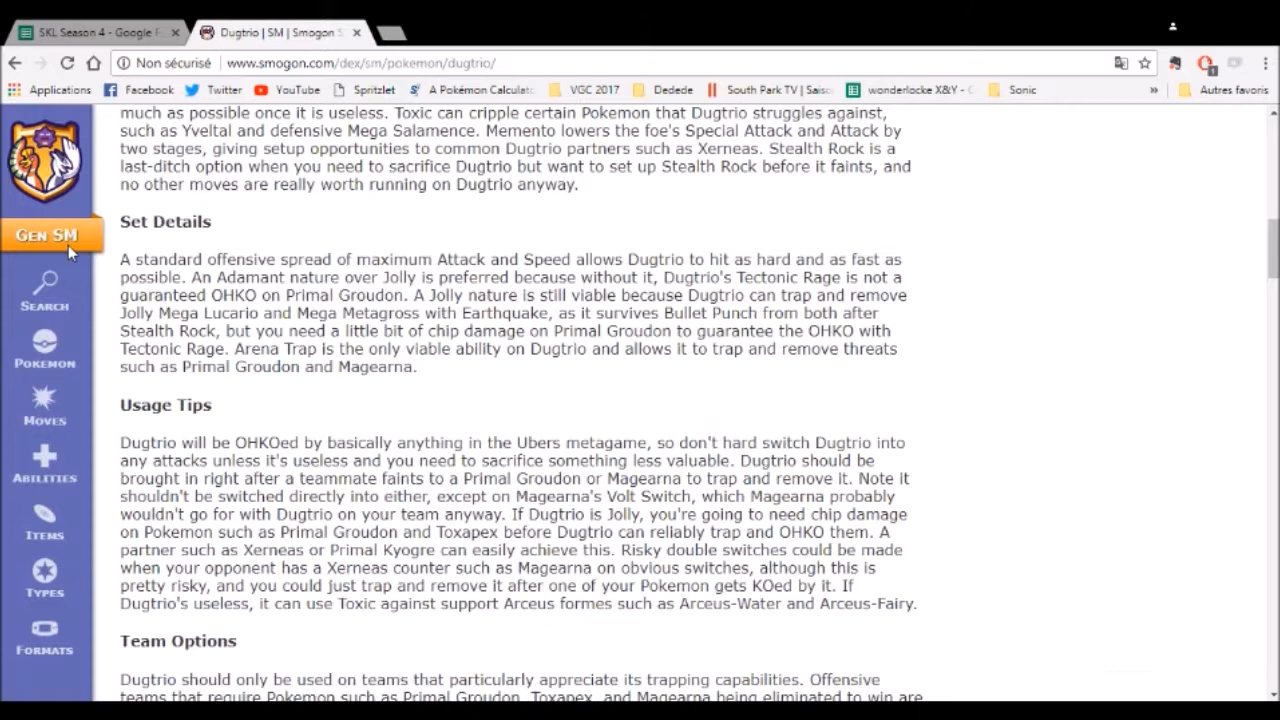 SKL Season 4 - Google F
Dugtrio | SM | Smogon S
Non sécurisé www.smogon.com/dex/sm/pokemon/dugtrio/
Applications Facebook Twitter YouTube Spritzlet A Pokémon Calculat VGC 2017 Dedede South Park TV | Saiso wonderlocke X&Y - C Sonic » Autres favoris
much as possible once it is useless. Toxic can cripple certain Pokemon that Dugtrio struggles against,
such as Yveltal and defensive Mega Salamence. Memento lowers the foe's Special Attack and Attack by
two stages, giving setup opportunities to common Dugtrio partners such as Xerneas. Stealth Rock is a
last-ditch option when you need to sacrifice Dugtrio but want to set up Stealth Rock before it faints, and
no other moves are really worth running on Dugtrio anyway.
GEN SM
SEARCH
POKEMON
MOVES
ABILITIES
ITEMS
TYPES
FORMATS
Set Details
A standard offensive spread of maximum Attack and Speed allows Dugtrio to hit as hard and as fast as
possible. An Adamant nature over Jolly is preferred because without it, Dugtrio's Tectonic Rage is not a
guaranteed OHKO on Primal Groudon. A Jolly nature is still viable because Dugtrio can trap and remove
Jolly Mega Lucario and Mega Metagross with Earthquake, as it survives Bullet Punch from both after
Stealth Rock, but you need a little bit of chip damage on Primal Groudon to guarantee the OHKO with
Tectonic Rage. Arena Trap is the only viable ability on Dugtrio and allows it to trap and remove threats
such as Primal Groudon and Magearna.
Usage Tips
Dugtrio will be OHKOed by basically anything in the Ubers metagame, so don't hard switch Dugtrio into
any attacks unless it's useless and you need to sacrifice something less valuable. Dugtrio should be
brought in right after a teammate faints to a Primal Groudon or Magearna to trap and remove it. Note it
shouldn't be switched directly into either, except on Magearna's Volt Switch, which Magearna probably
wouldn't go for with Dugtrio on your team anyway. If Dugtrio is Jolly, you're going to need chip damage
on Pokemon such as Primal Groudon and Toxapex before Dugtrio can reliably trap and OHKO them. A
partner such as Xerneas or Primal Kyogre can easily achieve this. Risky double switches could be made
when your opponent has a Xerneas counter such as Magearna on obvious switches, although this is
pretty risky, and you could just trap and remove it after one of your Pokemon gets KOed by it. If
Dugtrio's useless, it can use Toxic against support Arceus formes such as Arceus-Water and Arceus-Fairy.
Team Options
Dugtrio should only be used on teams that particularly appreciate its trapping capabilities. Offensive
teams that require Pokemon such as Primal Groudon, Toxapex, and Magearna being eliminated to win are